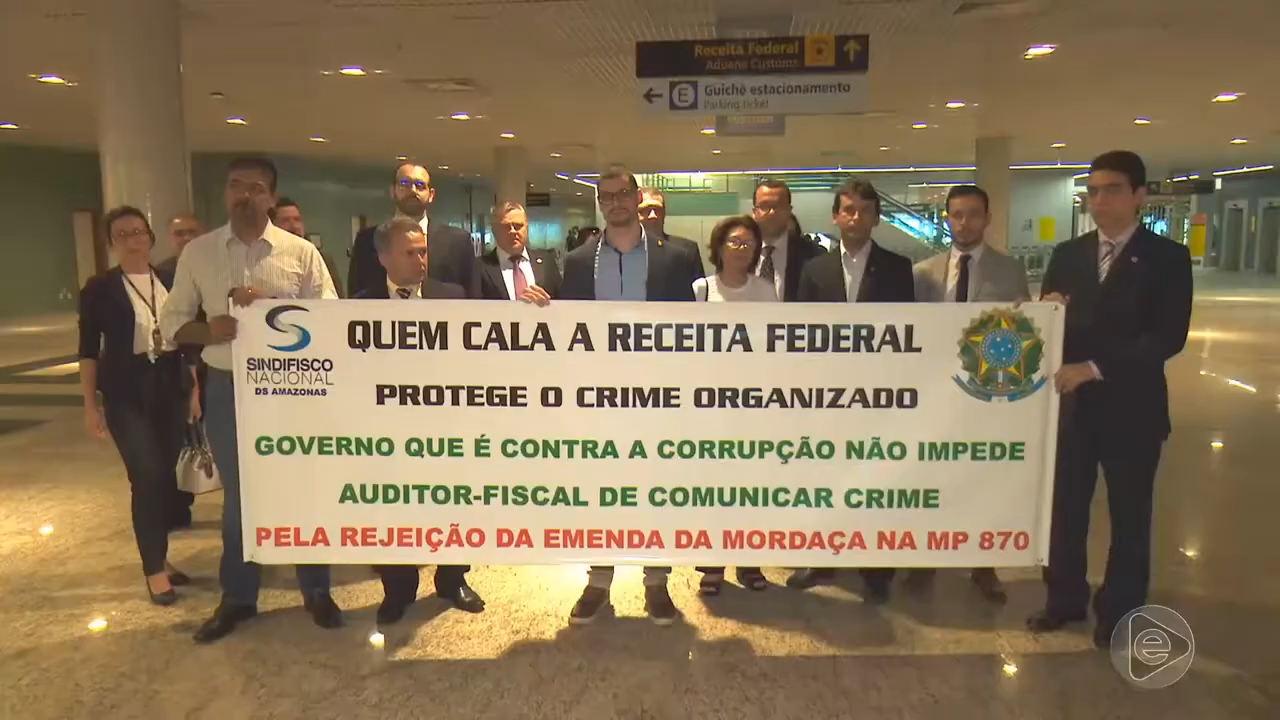 Receita Federal
Aduana Customs
Guichê estacionamento
Parking ticket
E
SINDIFISCO
NACIONAL
DS AMAZONAS
QUEM CALA A RECEITA FEDERAL
PROTEGE O CRIME ORGANIZADO
GOVERNO QUE É CONTRA A CORRUPÇÃO NÃO IMPEDE
AUDITOR-FISCAL DE COMUNICAR CRIME
PELA REJEIÇÃO DA EMENDA DA MORDAÇA NA MP 870
e